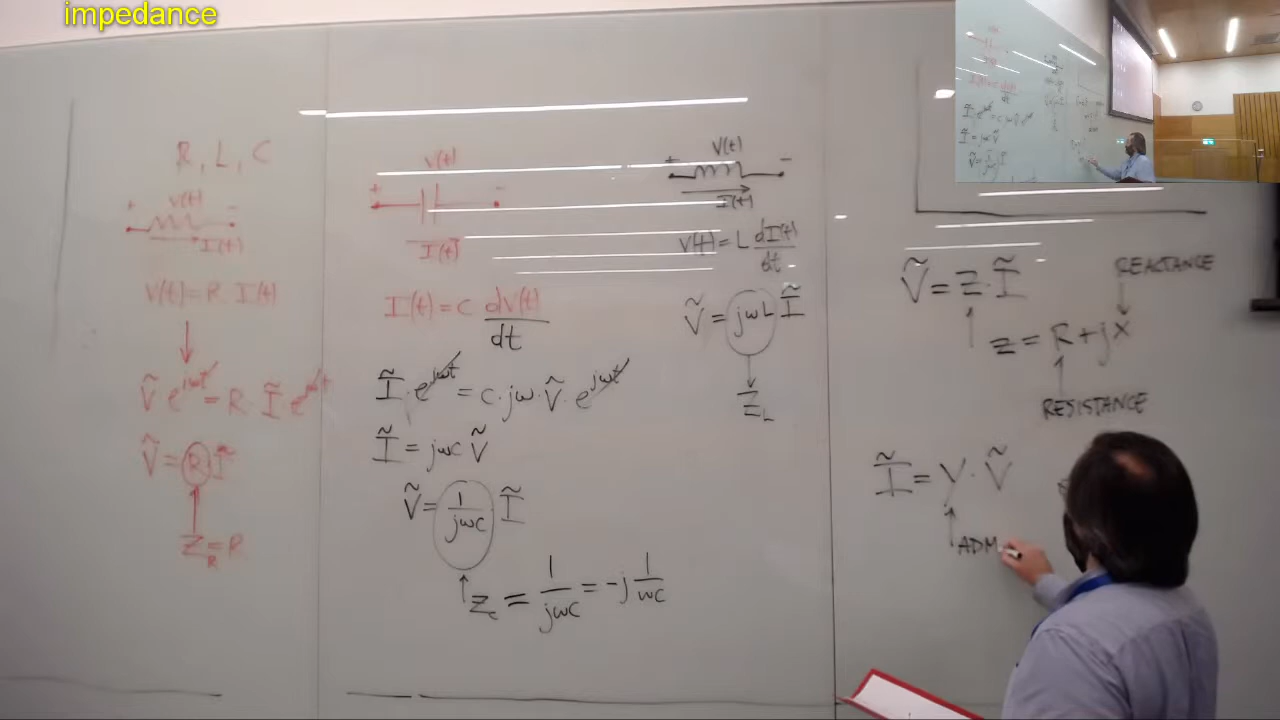 impedance
R, L, C
+ V(t) -
I(t)
V(t) = R I(t)
Ṽ e^{jωt} = R · Ĩ e^{jωt}
Ṽ = R Ĩ
Z_R = R
V(t)
+ -
I(t)
I(t) = C dV(t)/dt
Ĩ · e^{jωt} = C · jω · Ṽ · e^{jωt}
Ĩ = jωC Ṽ
Ṽ = 1/jωC Ĩ
Z_C = 1/jωC = -j 1/ωC
V(t)
+ -
I(t)
V(t) = L dI(t)/dt
Ṽ = jωL Ĩ
Z_L
Ṽ = Z · Ĩ
REACTANCE
Z = R + jX
RESISTANCE
Ĩ = Y · Ṽ
ADM